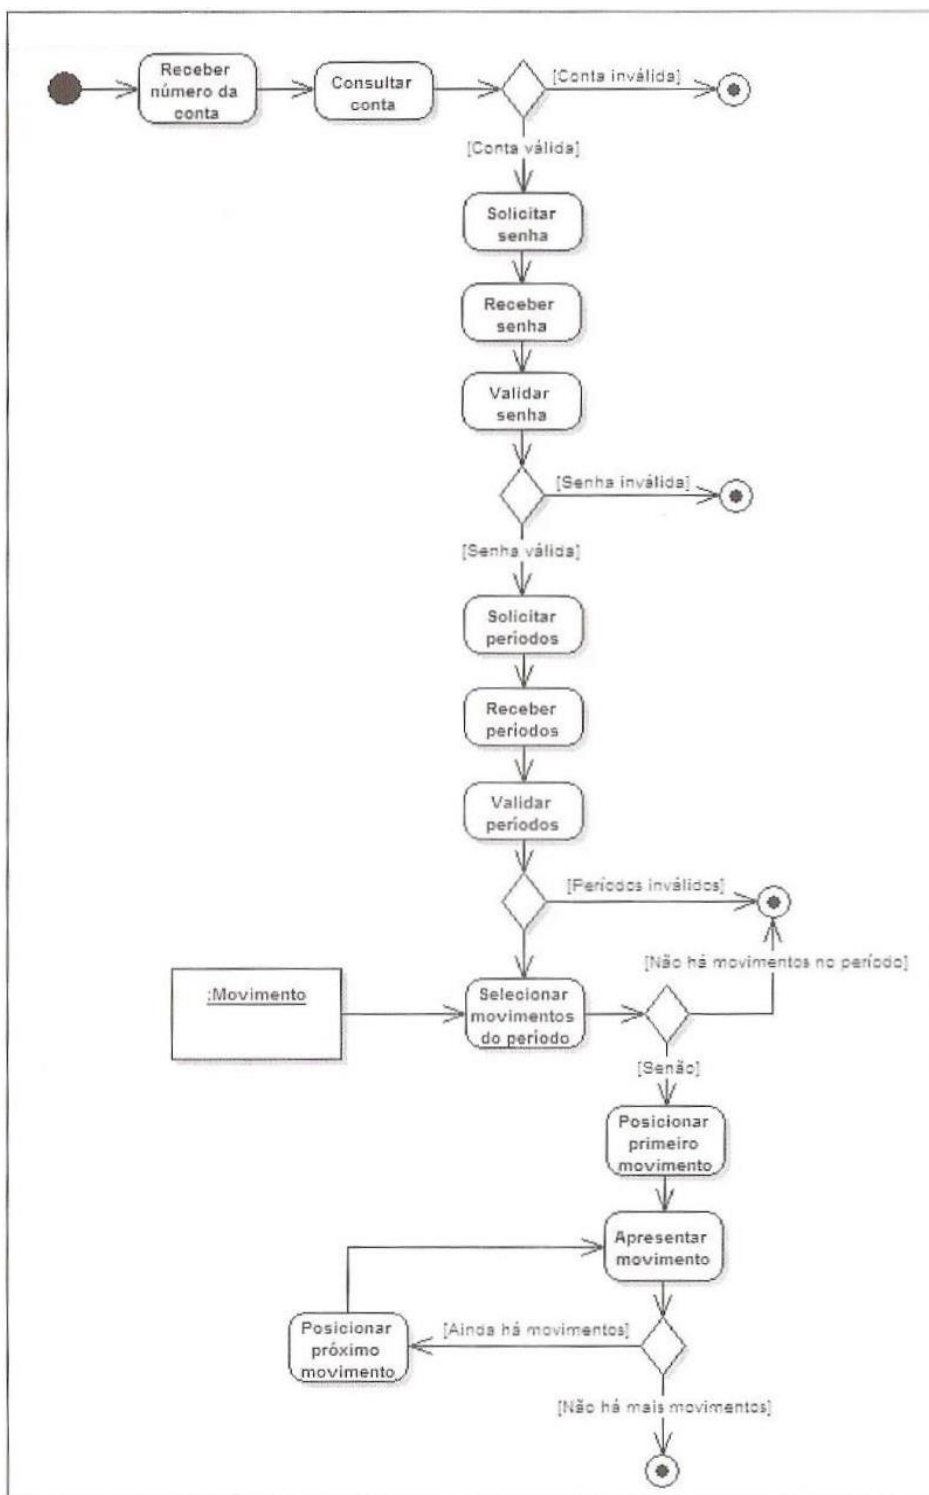 Receber
número da
conta
Consultar
conta
[Conta inválida]
[Conta válida]
Solicitar
senha
Receber
senha
Validar
senha
[Senha inválida]
[Senha válida]
Solicitar
períodos
Receber
períodos
Validar
períodos
[Períodos inválidos]
[Não há movimentos no período]
:Movimento
Selecionar
movimentos
do período
[Senão]
Posicionar
primeiro
movimento
Apresentar
movimento
[Ainda há movimentos]
Posicionar
próximo
movimento
[Não há mais movimentos]